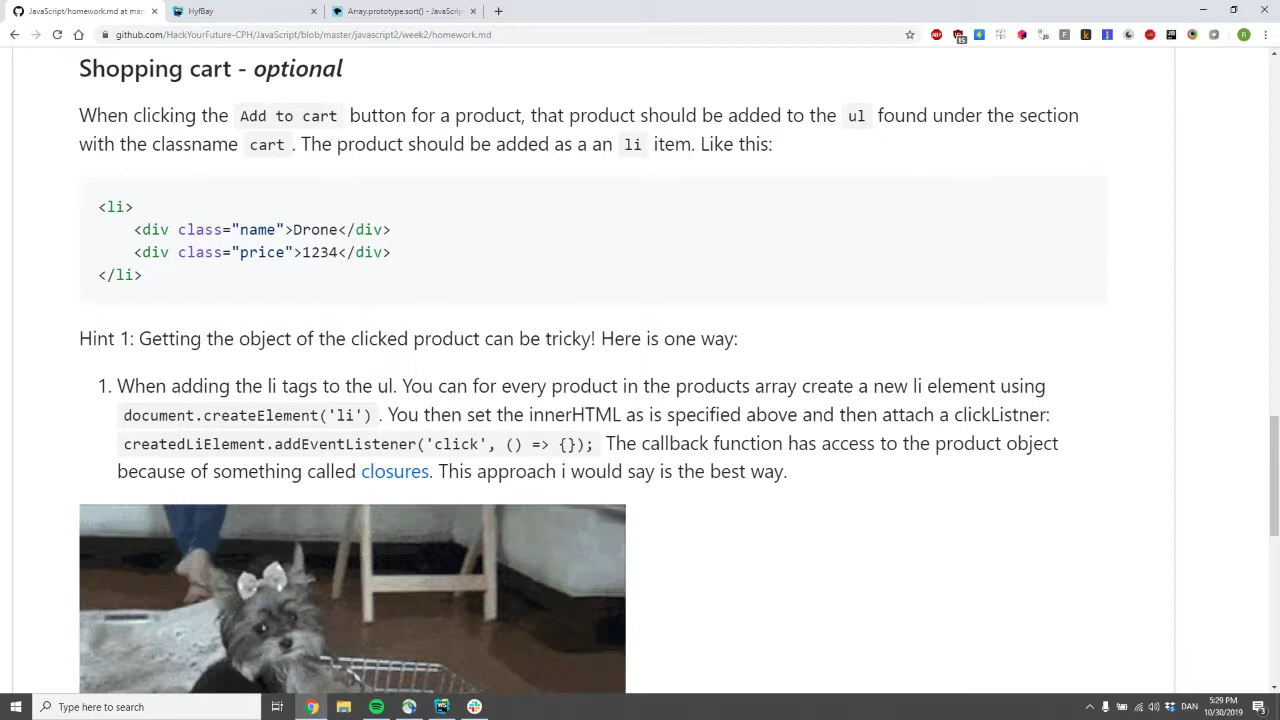 JavaScript/homework.md at mas
HyfBay
Array.prototype.sort() - JavaScrip
github.com/HackYourFuture-CPH/JavaScript/blob/master/javascript2/week2/homework.md
Shopping cart - optional
When clicking the Add to cart button for a product, that product should be added to the ul found under the section
with the classname cart . The product should be added as a an li item. Like this:
<li>
<div class="name">Drone</div>
<div class="price">1234</div>
</li>
Hint 1: Getting the object of the clicked product can be tricky! Here is one way:
1. When adding the li tags to the ul. You can for every product in the products array create a new li element using
document.createElement('li') . You then set the innerHTML as is specified above and then attach a clickListner:
createdLiElement.addEventListener('click', () => {}); The callback function has access to the product object
because of something called closures. This approach i would say is the best way.
Type here to search
DAN
5:29 PM
10/30/2019